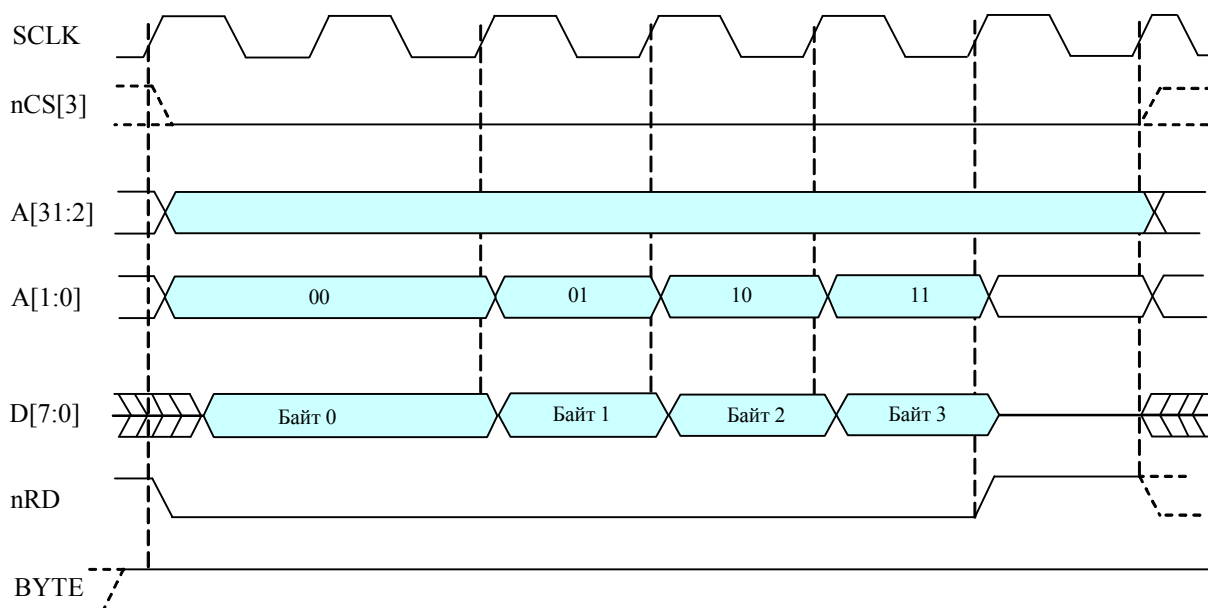 SCLK
nCS[3]
A[31:2]
A[1:0]
00
01
10
11
D[7:0]
Байт 0
Байт 1
Байт 2
Байт 3
nRD
BYTE